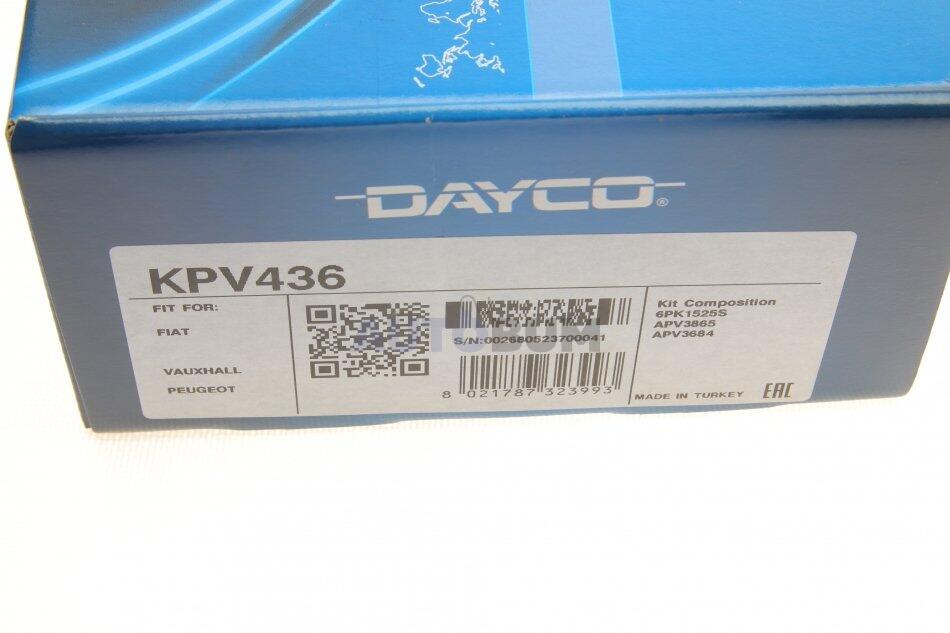 DAYCO®
KPV436
FIT FOR:
FIAT
VAUXHALL
PEUGEOT
AUTODUM
S/N:002680523700041
8 021787 323993
Kit Composition
6PK1525S
APV3865
APV3684
MADE IN TURKEY EAC